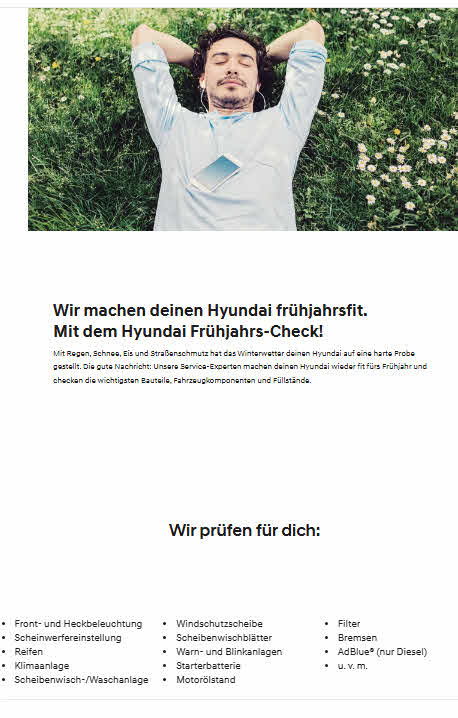 Wir machen deinen Hyundai frühjahrsfit.
Mit dem Hyundai Frühjahrs-Check!
Mit Regen, Schnee, Eis und Straßenschmutz hat das Winterwetter deinen Hyundai auf eine harte Probe
gestellt. Die gute Nachricht: Unsere Service-Experten machen deinen Hyundai wieder fit fürs Frühjahr und
checken die wichtigsten Bauteile, Fahrzeugkomponenten und Füllstände.
Wir prüfen für dich:
• Front- und Heckbeleuchtung
• Scheinwerfereinstellung
• Reifen
• Klimaanlage
• Scheibenwisch-/Waschanlage
• Windschutzscheibe
• Scheibenwischblätter
• Warn- und Blinkanlagen
• Starterbatterie
• Motorölstand
• Filter
• Bremsen
• AdBlue® (nur Diesel)
• u. v. m.